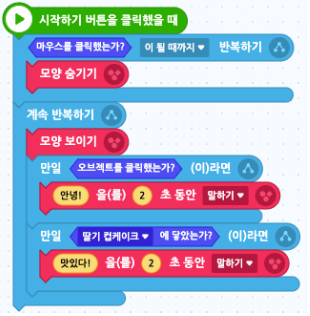 시작하기 버튼을 클릭했을 때
마우스를 클릭했는가? 이 될 때까지 ▼ 반복하기
모양 숨기기
계속 반복하기
모양 보이기
만일 오브젝트를 클릭했는가? (이)라면
안녕! 을(를) 2 초 동안 말하기 ▼
만일 딸기 컵케이크 ▼ 에 닿았는가? (이)라면
맛있다! 을(를) 2 초 동안 말하기 ▼